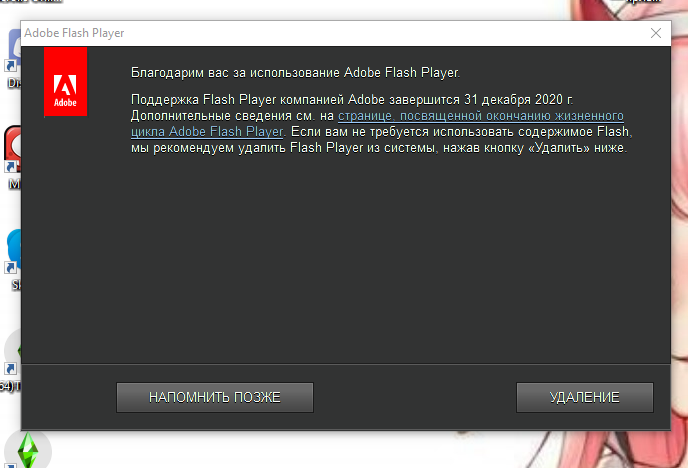 Adobe Flash Player
Adobe
Благодарим вас за использование Adobe Flash Player.
Поддержка Flash Player компанией Adobe завершится 31 декабря 2020 г.
Дополнительные сведения см. на странице, посвященной окончанию жизненного
цикла Adobe Flash Player. Если вам не требуется использовать содержимое Flash,
мы рекомендуем удалить Flash Player из системы, нажав кнопку «Удалить» ниже.
НАПОМНИТЬ ПОЗЖЕ
УДАЛЕНИЕ